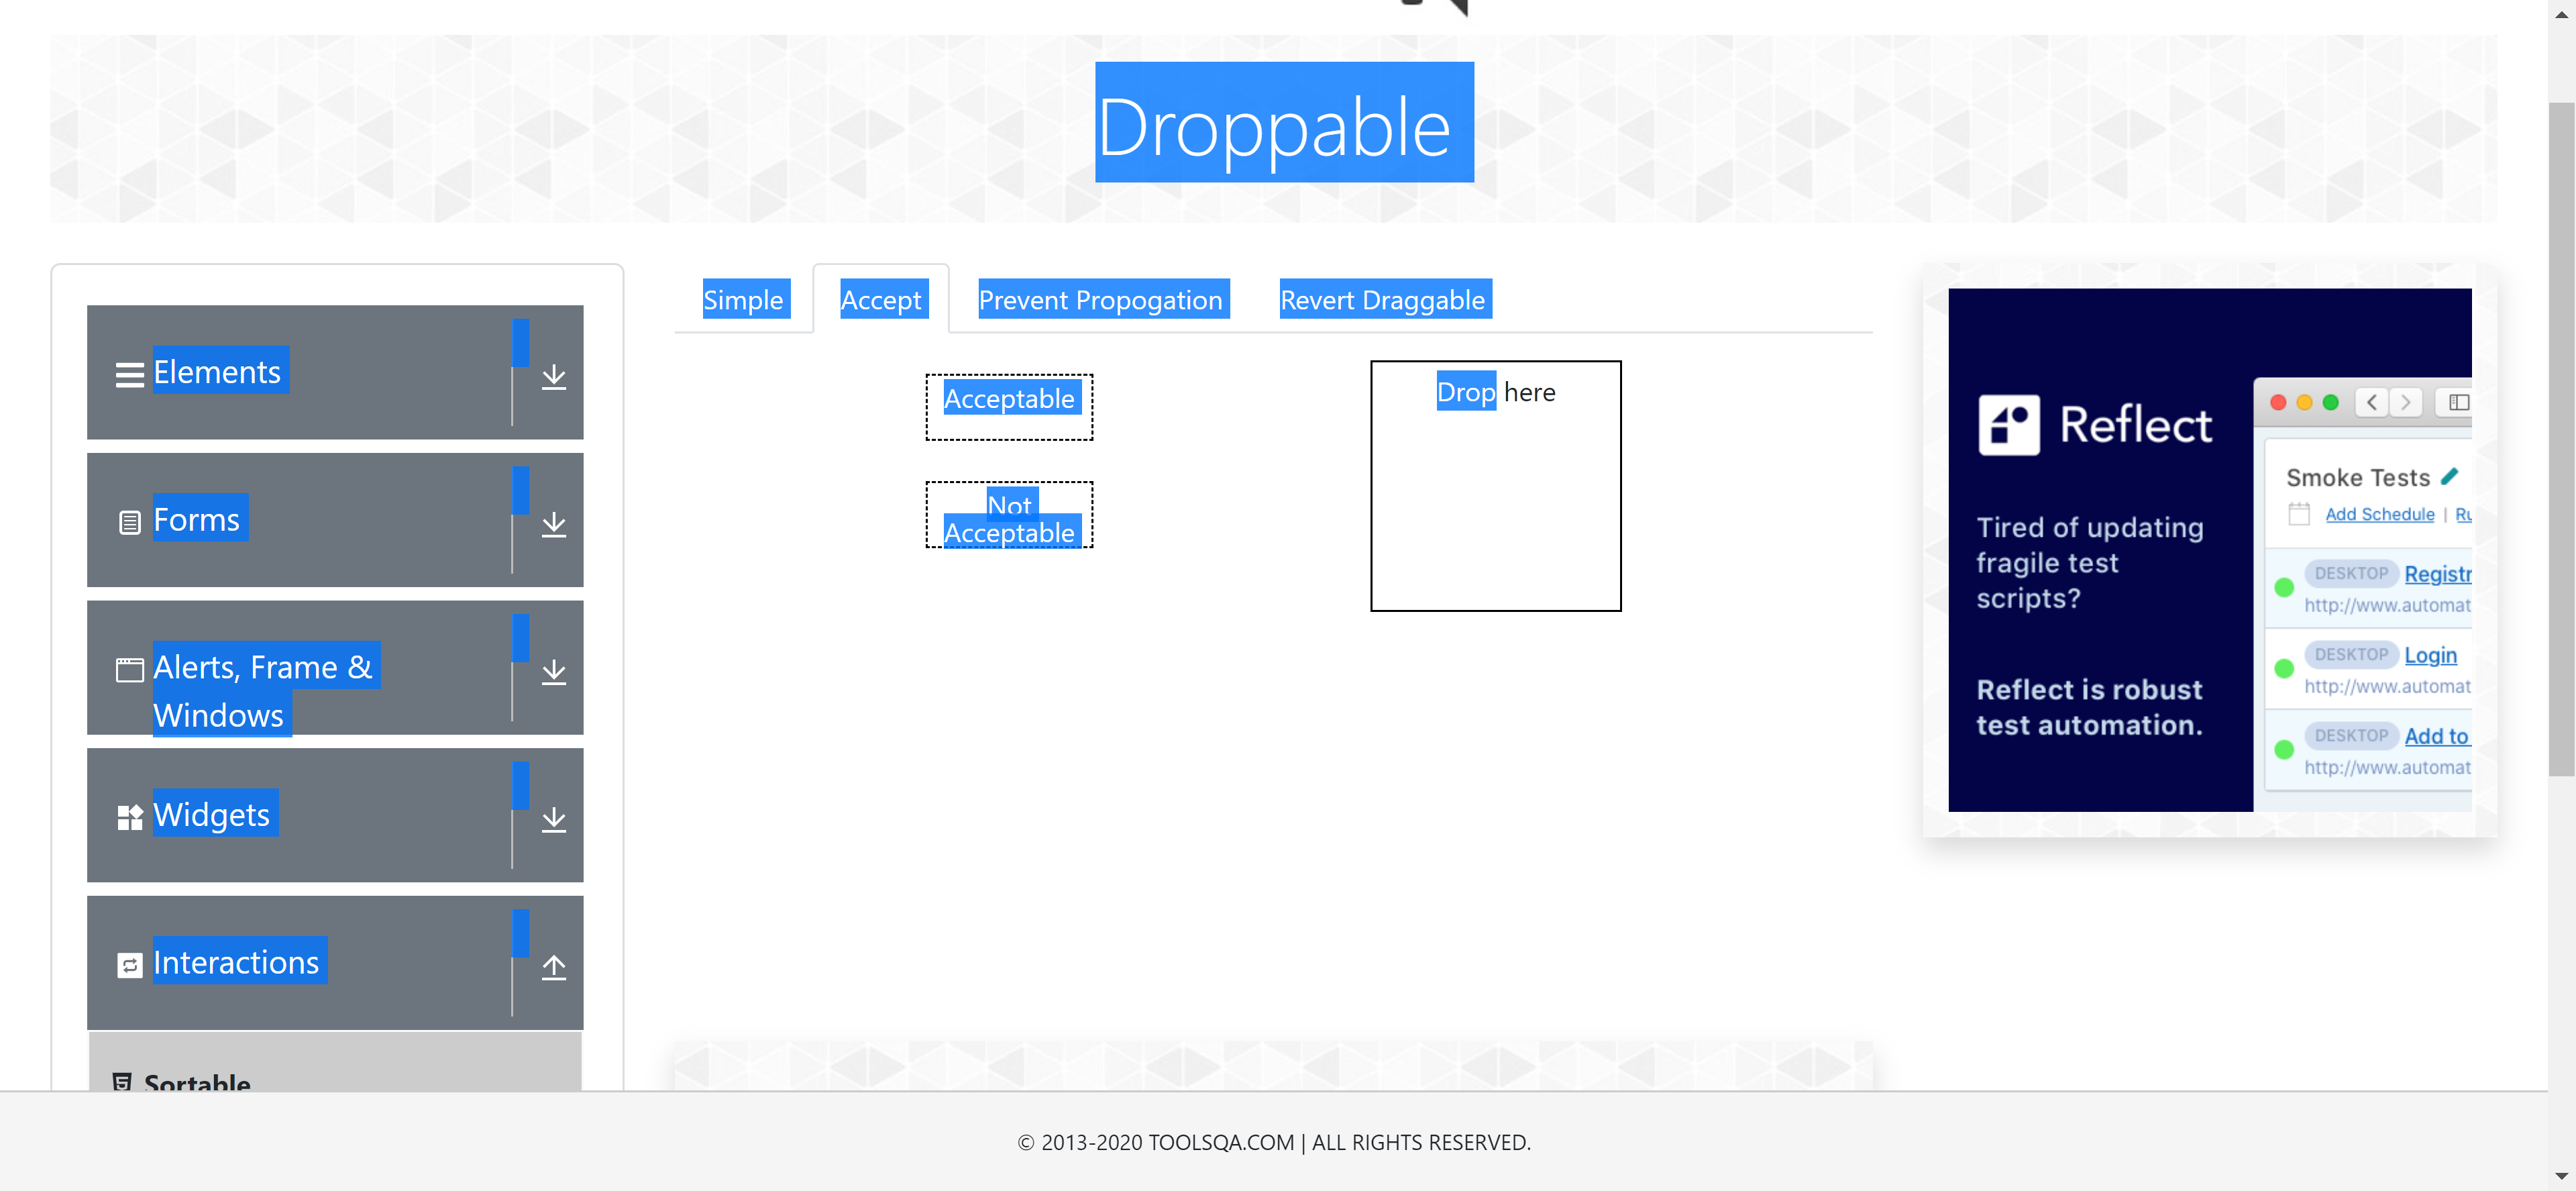 Droppable
Elements
Forms
Alerts, Frame &
Windows
Widgets
Interactions
Sortable
Simple
Accept
Prevent Propogation
Revert Draggable
Acceptable
Not
Acceptable
Drop here
Reflect
Tired of updating
fragile test
scripts?
Reflect is robust
test automation.
Smoke Tests
Add Schedule | Ru
DESKTOP Registr
http://www.automat
DESKTOP Login
http://www.automat
DESKTOP Add to
http://www.automat
© 2013-2020 TOOLSQA.COM | ALL RIGHTS RESERVED.